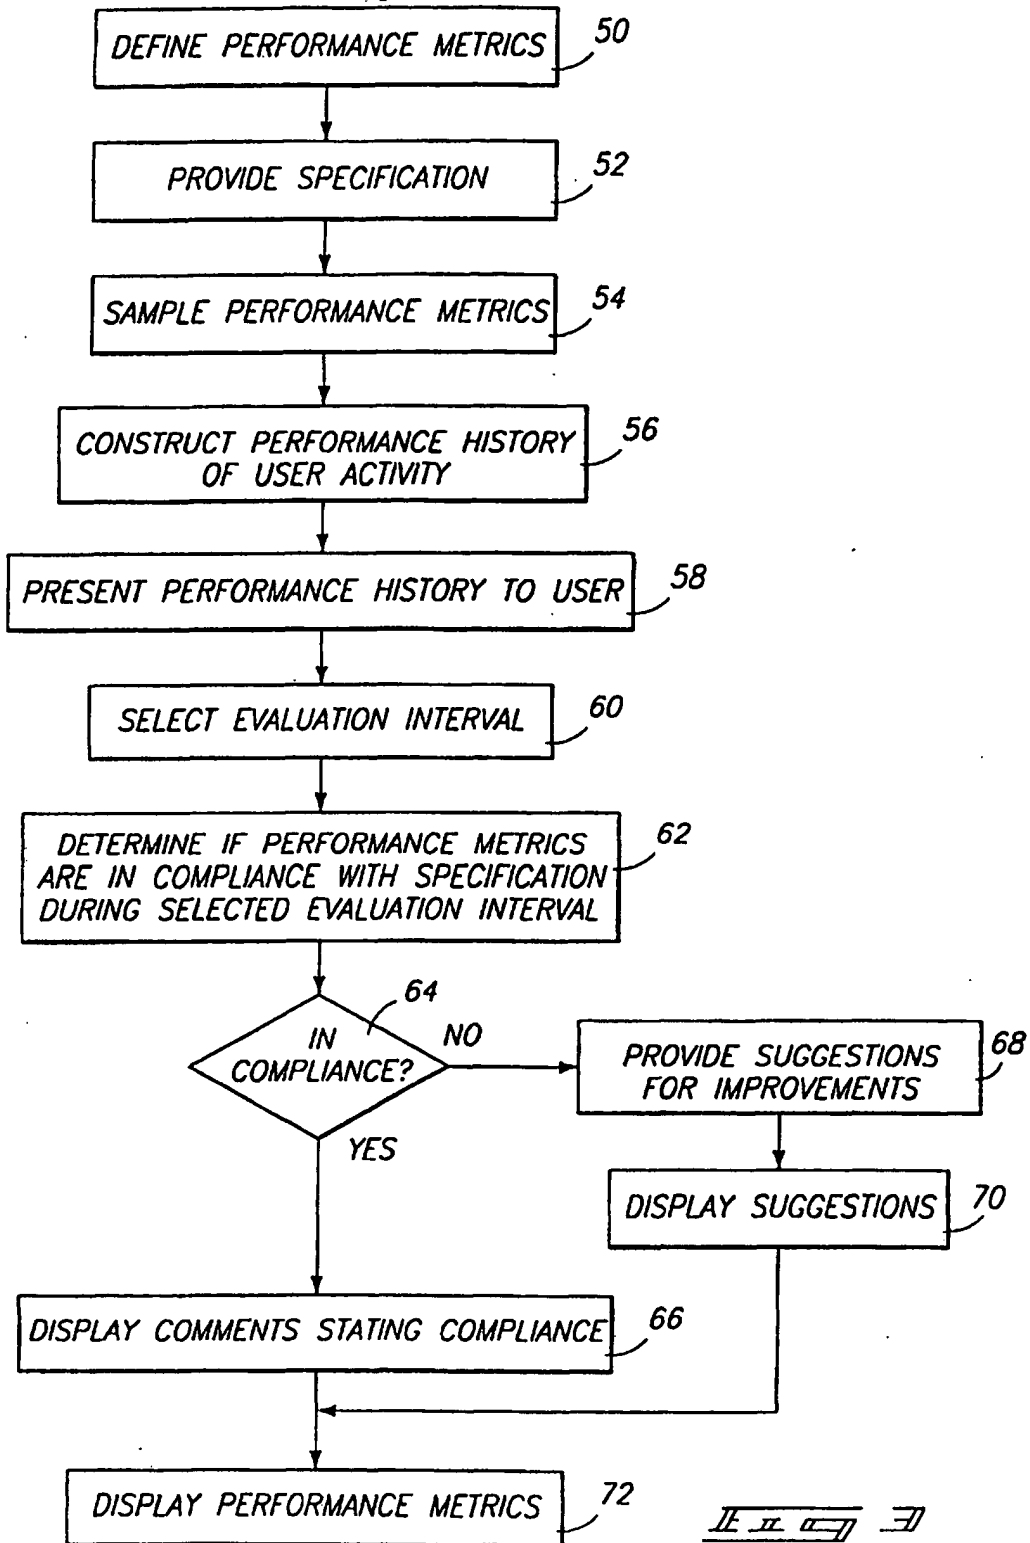 DEFINE PERFORMANCE METRICS
50
PROVIDE SPECIFICATION
52
SAMPLE PERFORMANCE METRICS
54
CONSTRUCT PERFORMANCE HISTORY
OF USER ACTIVITY
56
PRESENT PERFORMANCE HISTORY TO USER
58
SELECT EVALUATION INTERVAL
60
DETERMINE IF PERFORMANCE METRICS
ARE IN COMPLIANCE WITH SPECIFICATION
DURING SELECTED EVALUATION INTERVAL
62
64
IN
COMPLIANCE?
NO
YES
PROVIDE SUGGESTIONS
FOR IMPROVEMENTS
68
DISPLAY SUGGESTIONS
70
DISPLAY COMMENTS STATING COMPLIANCE
66
DISPLAY PERFORMANCE METRICS
72
FIG 3